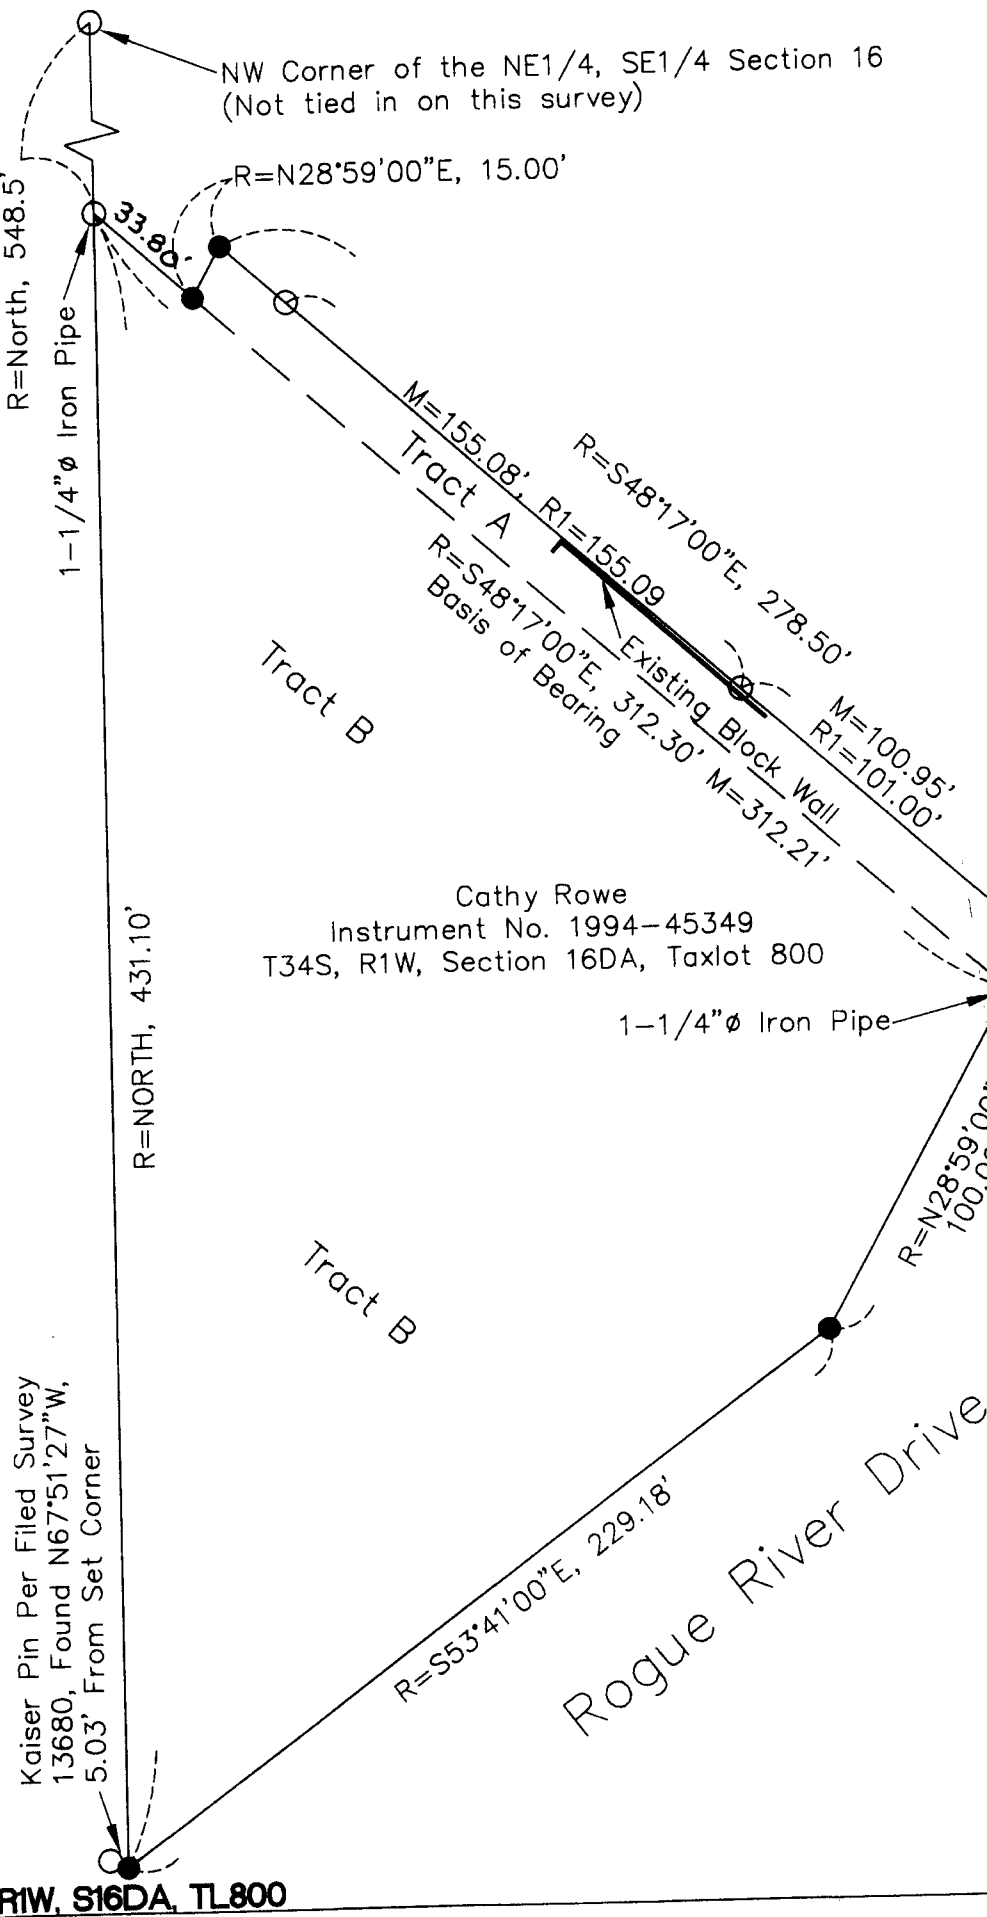 NW Corner of the NE1/4, SE1/4 Section 16
(Not tied in on this survey)
R=N28°59'00"E, 15.00'
R=North, 548.5'
33.80'
1-1/4"ø Iron Pipe
M=155.08', R1=155.09
Tract A
R=S48°17'00"E, 278.50'
R=S48°17'00"E, 312.30' M=312.21'
Basis of Bearing
Existing Block Wall
M=100.95'
R1=101.00'
Tract B
Cathy Rowe
Instrument No. 1994-45349
T34S, R1W, Section 16DA, Taxlot 800
1-1/4"ø Iron Pipe
R=NORTH, 431.10'
R=N28°59'00"
100.0
Tract B
Kaiser Pin Per Filed Survey
13680, Found N67°51'27"W,
5.03' From Set Corner
R=S53°41'00"E, 229.18'
Rogue River Drive
R1W, S16DA, TL800